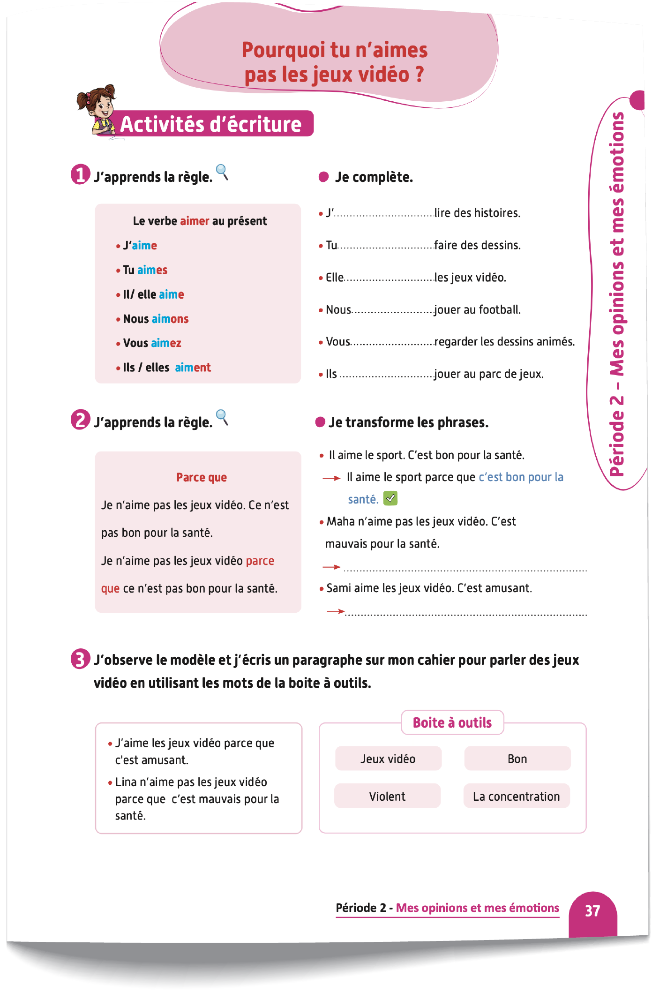 Pourquoi tu n’aimes
pas les jeux vidéo ?
Activités d’écriture
1 J’apprends la règle.
Le verbe aimer au présent
• J’aime
• Tu aimes
• Il/ elle aime
• Nous aimons
• Vous aimez
• Ils / elles aiment
● Je complète.
• J’................................lire des histoires.
• Tu...............................faire des dessins.
• Elle.............................les jeux vidéo.
• Nous..........................jouer au football.
• Vous...........................regarder les dessins animés.
• Ils ..............................jouer au parc de jeux.
2 J’apprends la règle.
Parce que
Je n’aime pas les jeux vidéo. Ce n’est
pas bon pour la santé.
Je n’aime pas les jeux vidéo parce
que ce n’est pas bon pour la santé.
● Je transforme les phrases.
• Il aime le sport. C’est bon pour la santé.
→ Il aime le sport parce que c’est bon pour la
santé. ✓
• Maha n’aime pas les jeux vidéo. C’est
mauvais pour la santé.
→ ..............................................................................
• Sami aime les jeux vidéo. C’est amusant.
→..............................................................................
3 J’observe le modèle et j’écris un paragraphe sur mon cahier pour parler des jeux
vidéo en utilisant les mots de la boite à outils.
• J’aime les jeux vidéo parce que
c'est amusant.
• Lina n’aime pas les jeux vidéo
parce que c’est mauvais pour la
santé.
Boite à outils
Jeux vidéo Bon
Violent La concentration
Période 2 - Mes opinions et mes émotions
Période 2 - Mes opinions et mes émotions 37